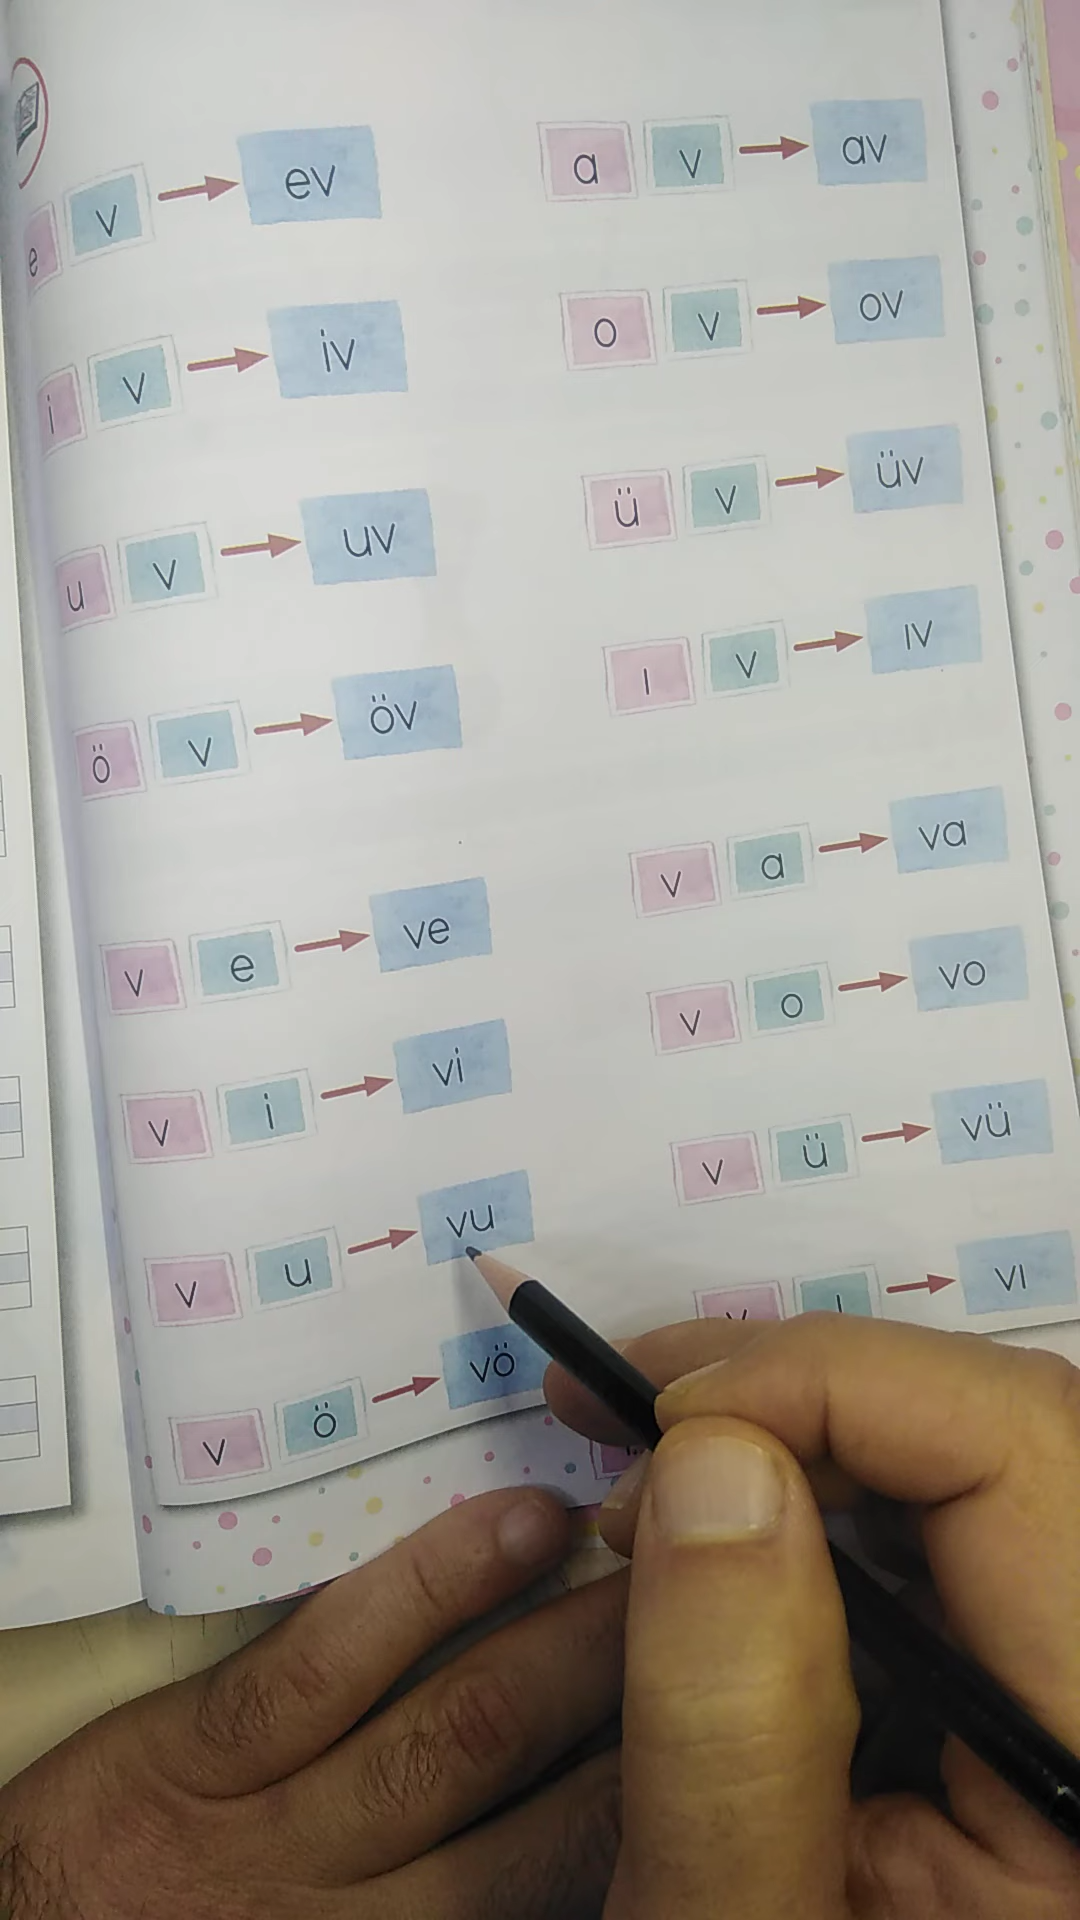 e v ev a v av
i v iv o v ov
u v uv ü v üv
ö v öv ı v ıv
v e ve v a va
v i vi v o vo
v u vu v ü vü
v ö vö v ı vı